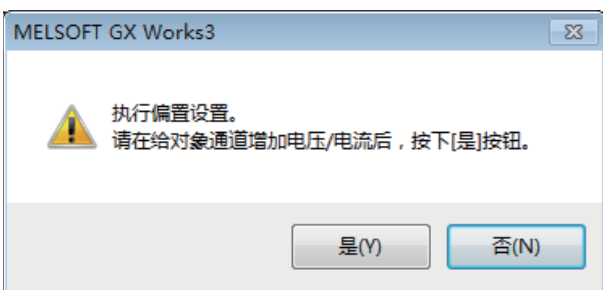 MELSOFT GX Works3
执行偏置设置。
请在给对象通道增加电压/电流后，按下[是]按钮。
是(Y)
否(N)